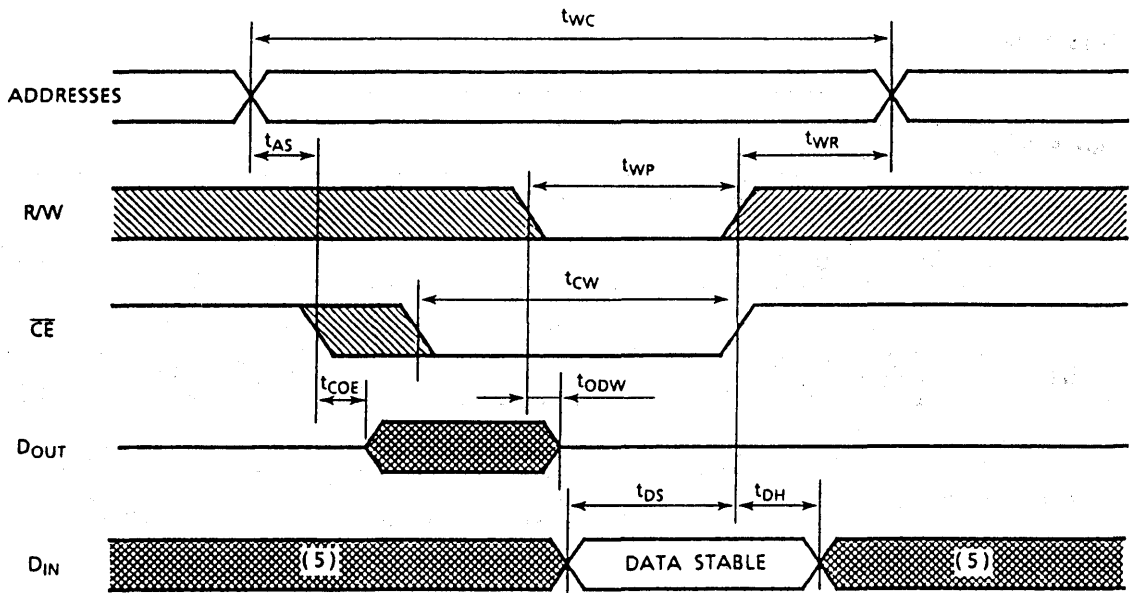 tWC
ADDRESSES
tAS
tWR
tWP
R/W
tCW
CE
tCOE
tODW
DOUT
tDS
tDH
DIN
(5)
DATA STABLE
(5)